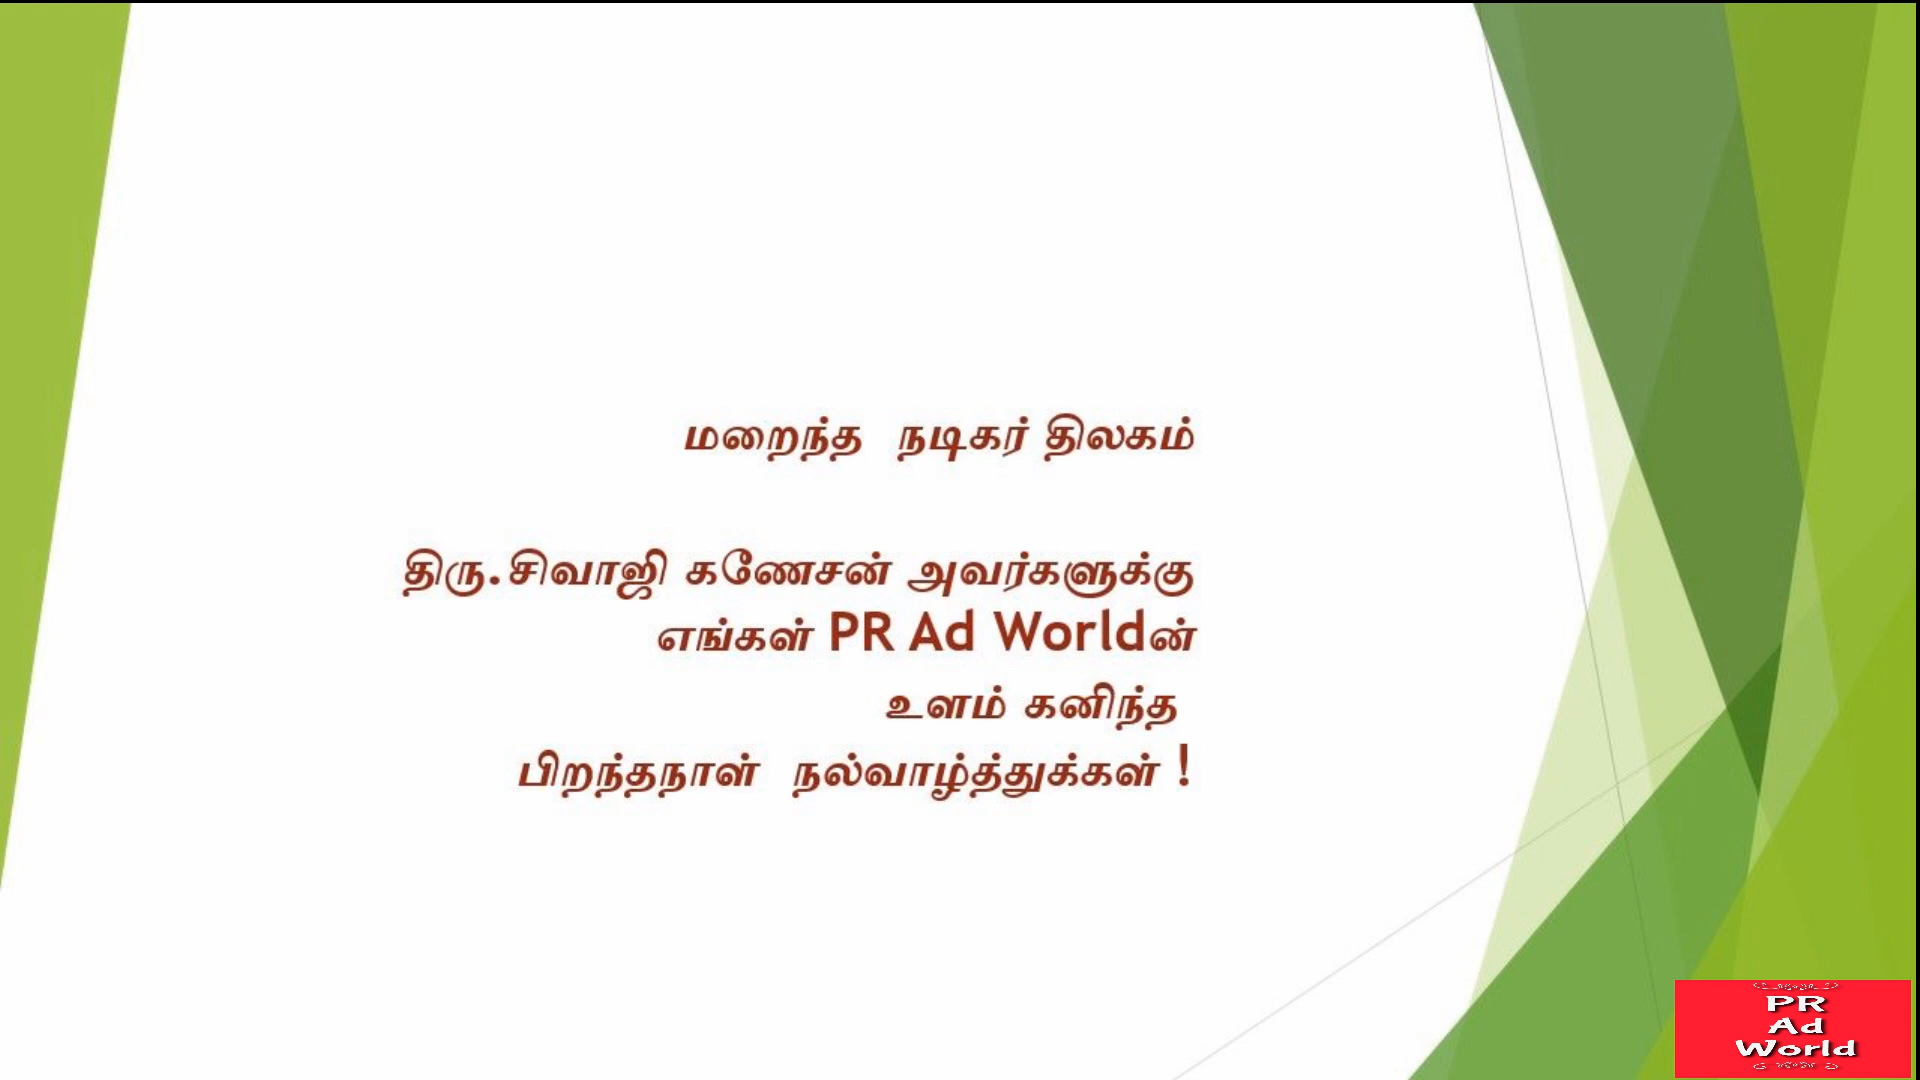 மறைந்த நடிகர் திலகம்
திரு.சிவாஜி கணேசன் அவர்களுக்கு
எங்கள் PR Ad Worldன்
உளம் கனிந்த
பிறந்தநாள் நல்வாழ்த்துக்கள் !
PR
Ad
World